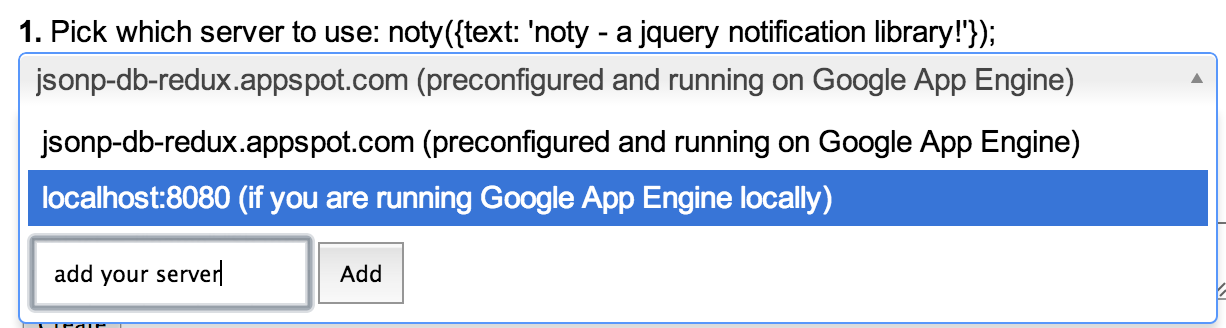 1. Pick which server to use: noty({text: 'noty - a jquery notification library!'});
jsonp-db-redux.appspot.com (preconfigured and running on Google App Engine)
jsonp-db-redux.appspot.com (preconfigured and running on Google App Engine)
localhost:8080 (if you are running Google App Engine locally)
add your server Add
Create